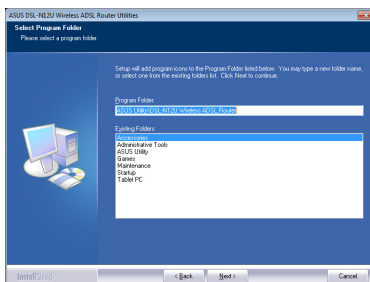 ASUS DSL-N12U Wireless ADSL Router Utilities
Select Program Folder
Please select a program folder.
Setup will add program icons to the Program Folder listed below. You may type a new folder name,
or select one from the existing folders list. Click Next to continue.
Program Folder:
ASUS Utility\DSL-N12U Wireless ADSL Router
Existing Folders:
Accessories
Administrative Tools
ASUS Utility
Games
Maintenance
Startup
Tablet PC
InstallShield
< Back
Next >
Cancel